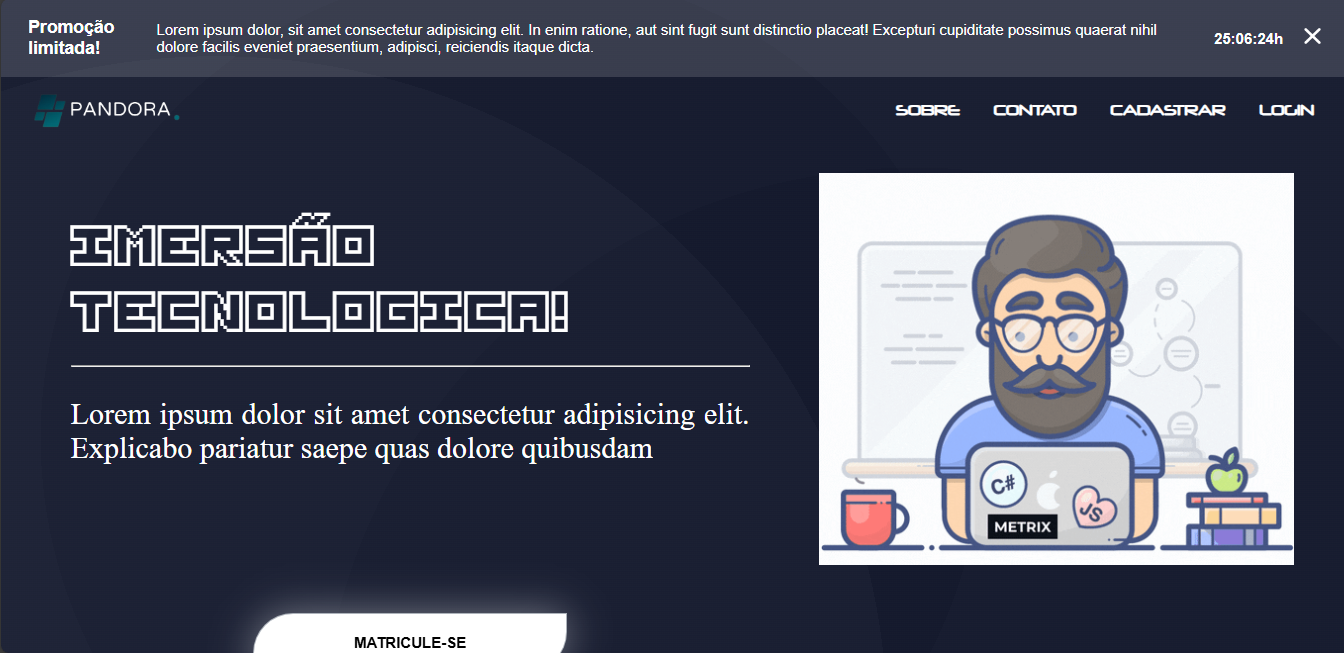 Promoção
limitada!
Lorem ipsum dolor, sit amet consectetur adipisicing elit. In enim ratione, aut sint fugit sunt distinctio placeat! Excepturi cupiditate possimus quaerat nihil
dolore facilis eveniet praesentium, adipisci, reiciendis itaque dicta.
25:06:24h
PANDORA.
SOBRE CONTATO CADASTRAR LOGIN
IMERSÃO
TECNOLOGICA!
Lorem ipsum dolor sit amet consectetur adipisicing elit.
Explicabo pariatur saepe quas dolore quibusdam
C#
JS
METRIX
MATRICULE-SE